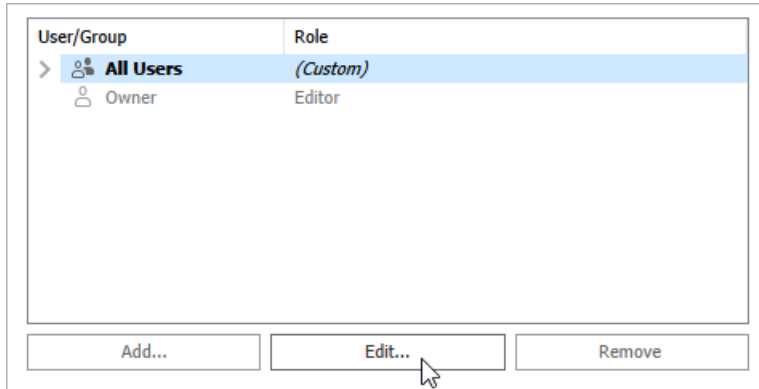 User/Group Role
All Users (Custom)
Owner Editor
Add... Edit... Remove